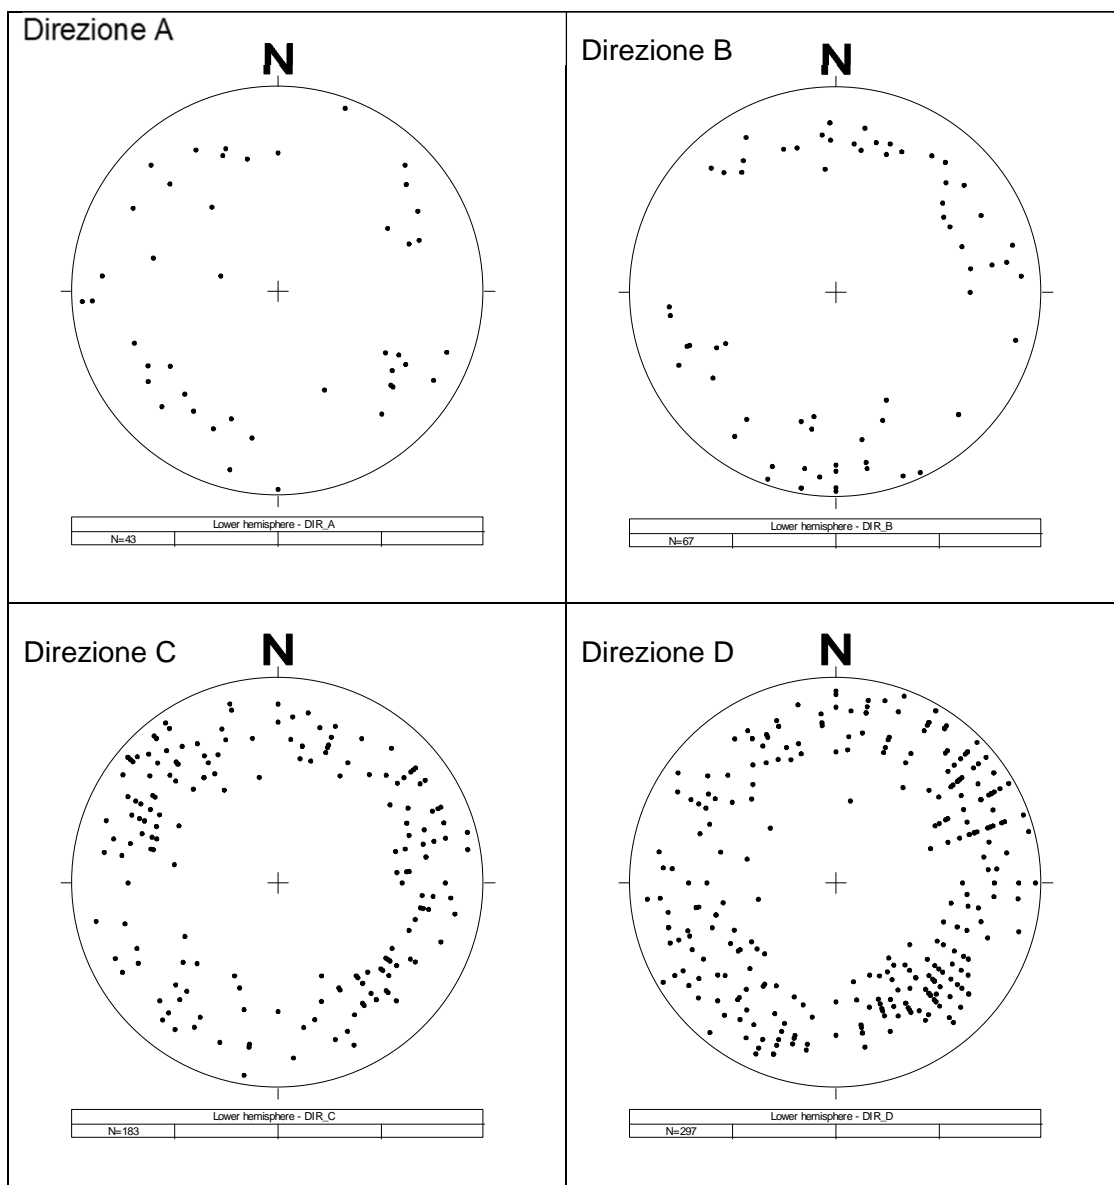 Direzione A
N
Lower hemisphere - DIR_A
N=43
Direzione B
N
Lower hemisphere - DIR_B
N=67
Direzione C
N
Lower hemisphere - DIR_C
N=183
Direzione D
N
Lower hemisphere - DIR_D
N=297